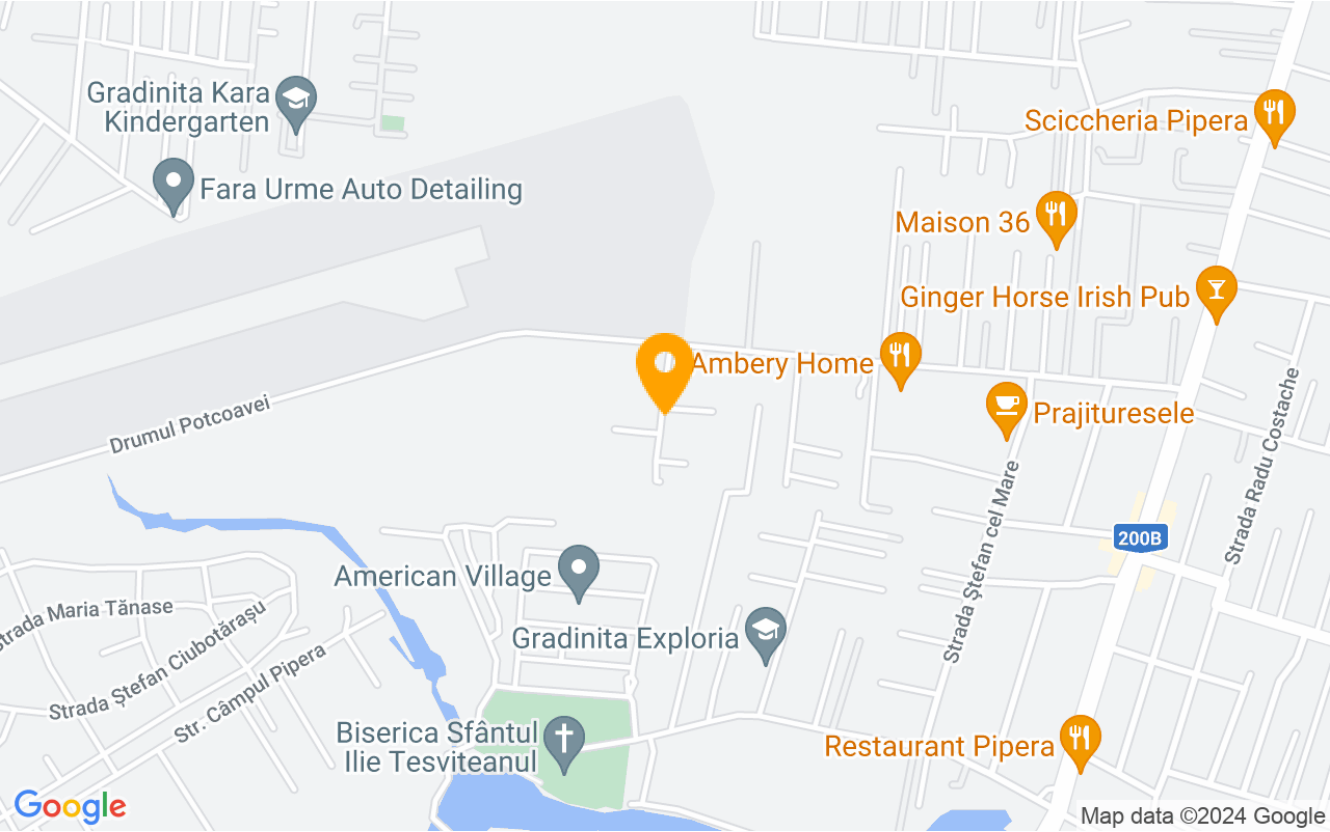 Gradinita Kara
Kindergarten
Sciccheria Pipera
Fara Urme Auto Detailing
Maison 36
Ginger Horse Irish Pub
Ambery Home
Prajituresele
Drumul Potcoavei
Strada Radu Costache
Strada Ștefan cel Mare
200B
American Village
Strada Maria Tănase
Gradinita Exploria
Strada Ștefan Ciubotărașu
Str. Câmpul Pipera
Biserica Sfântul
Ilie Tesviteanul
Restaurant Pipera
Google
Map data ©2024 Google